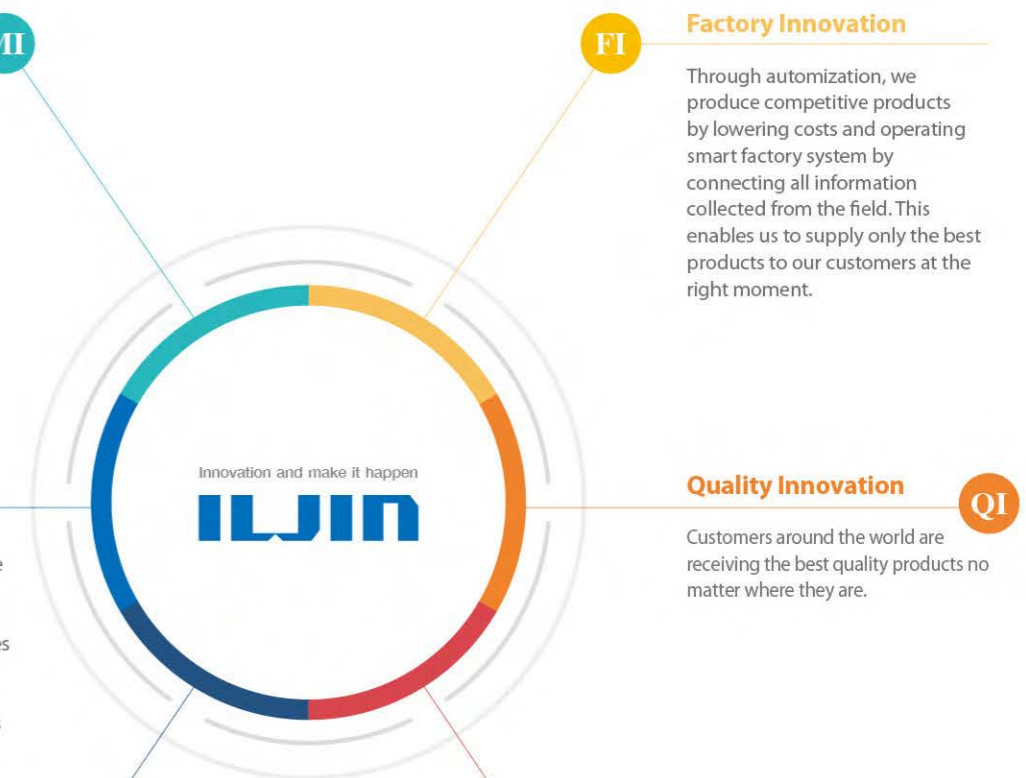 MI
FI
Factory Innovation
Through automization, we
produce competitive products
by lowering costs and operating
smart factory system by
connecting all information
collected from the field. This
enables us to supply only the best
products to our customers at the
right moment.
Innovation and make it happen
ILJIN
Quality Innovation
QI
Customers around the world are
receiving the best quality products no
matter where they are.